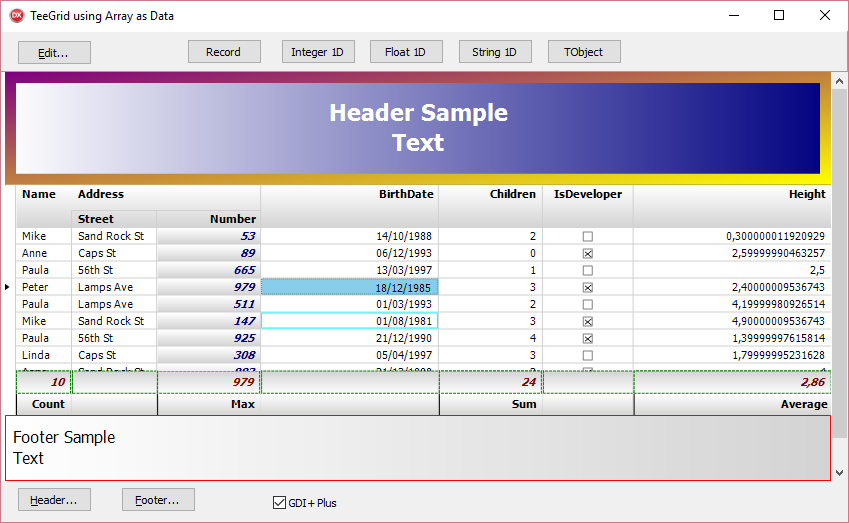 TeeGrid using Array as Data
Edit... Record Integer 1D Float 1D String 1D TObject
Header Sample
Text
Name Address BirthDate Children IsDeveloper Height
Street Number
Mike Sand Rock St 53 14/10/1988 2 0,300000011920929
Anne Caps St 89 06/12/1993 0 2,59999990463257
Paula 56th St 665 13/03/1997 1 2,5
Peter Lamps Ave 979 18/12/1985 3 2,40000009536743
Paula Lamps Ave 511 01/03/1993 2 4,19999980926514
Mike Sand Rock St 147 01/08/1981 3 4,90000009536743
Paula 56th St 925 21/12/1990 4 1,39999997615814
Linda Caps St 308 05/04/1997 3 1,79999995231628
10 979 24 2,86
Count Max Sum Average
Footer Sample
Text
Header... Footer... GDI+Plus